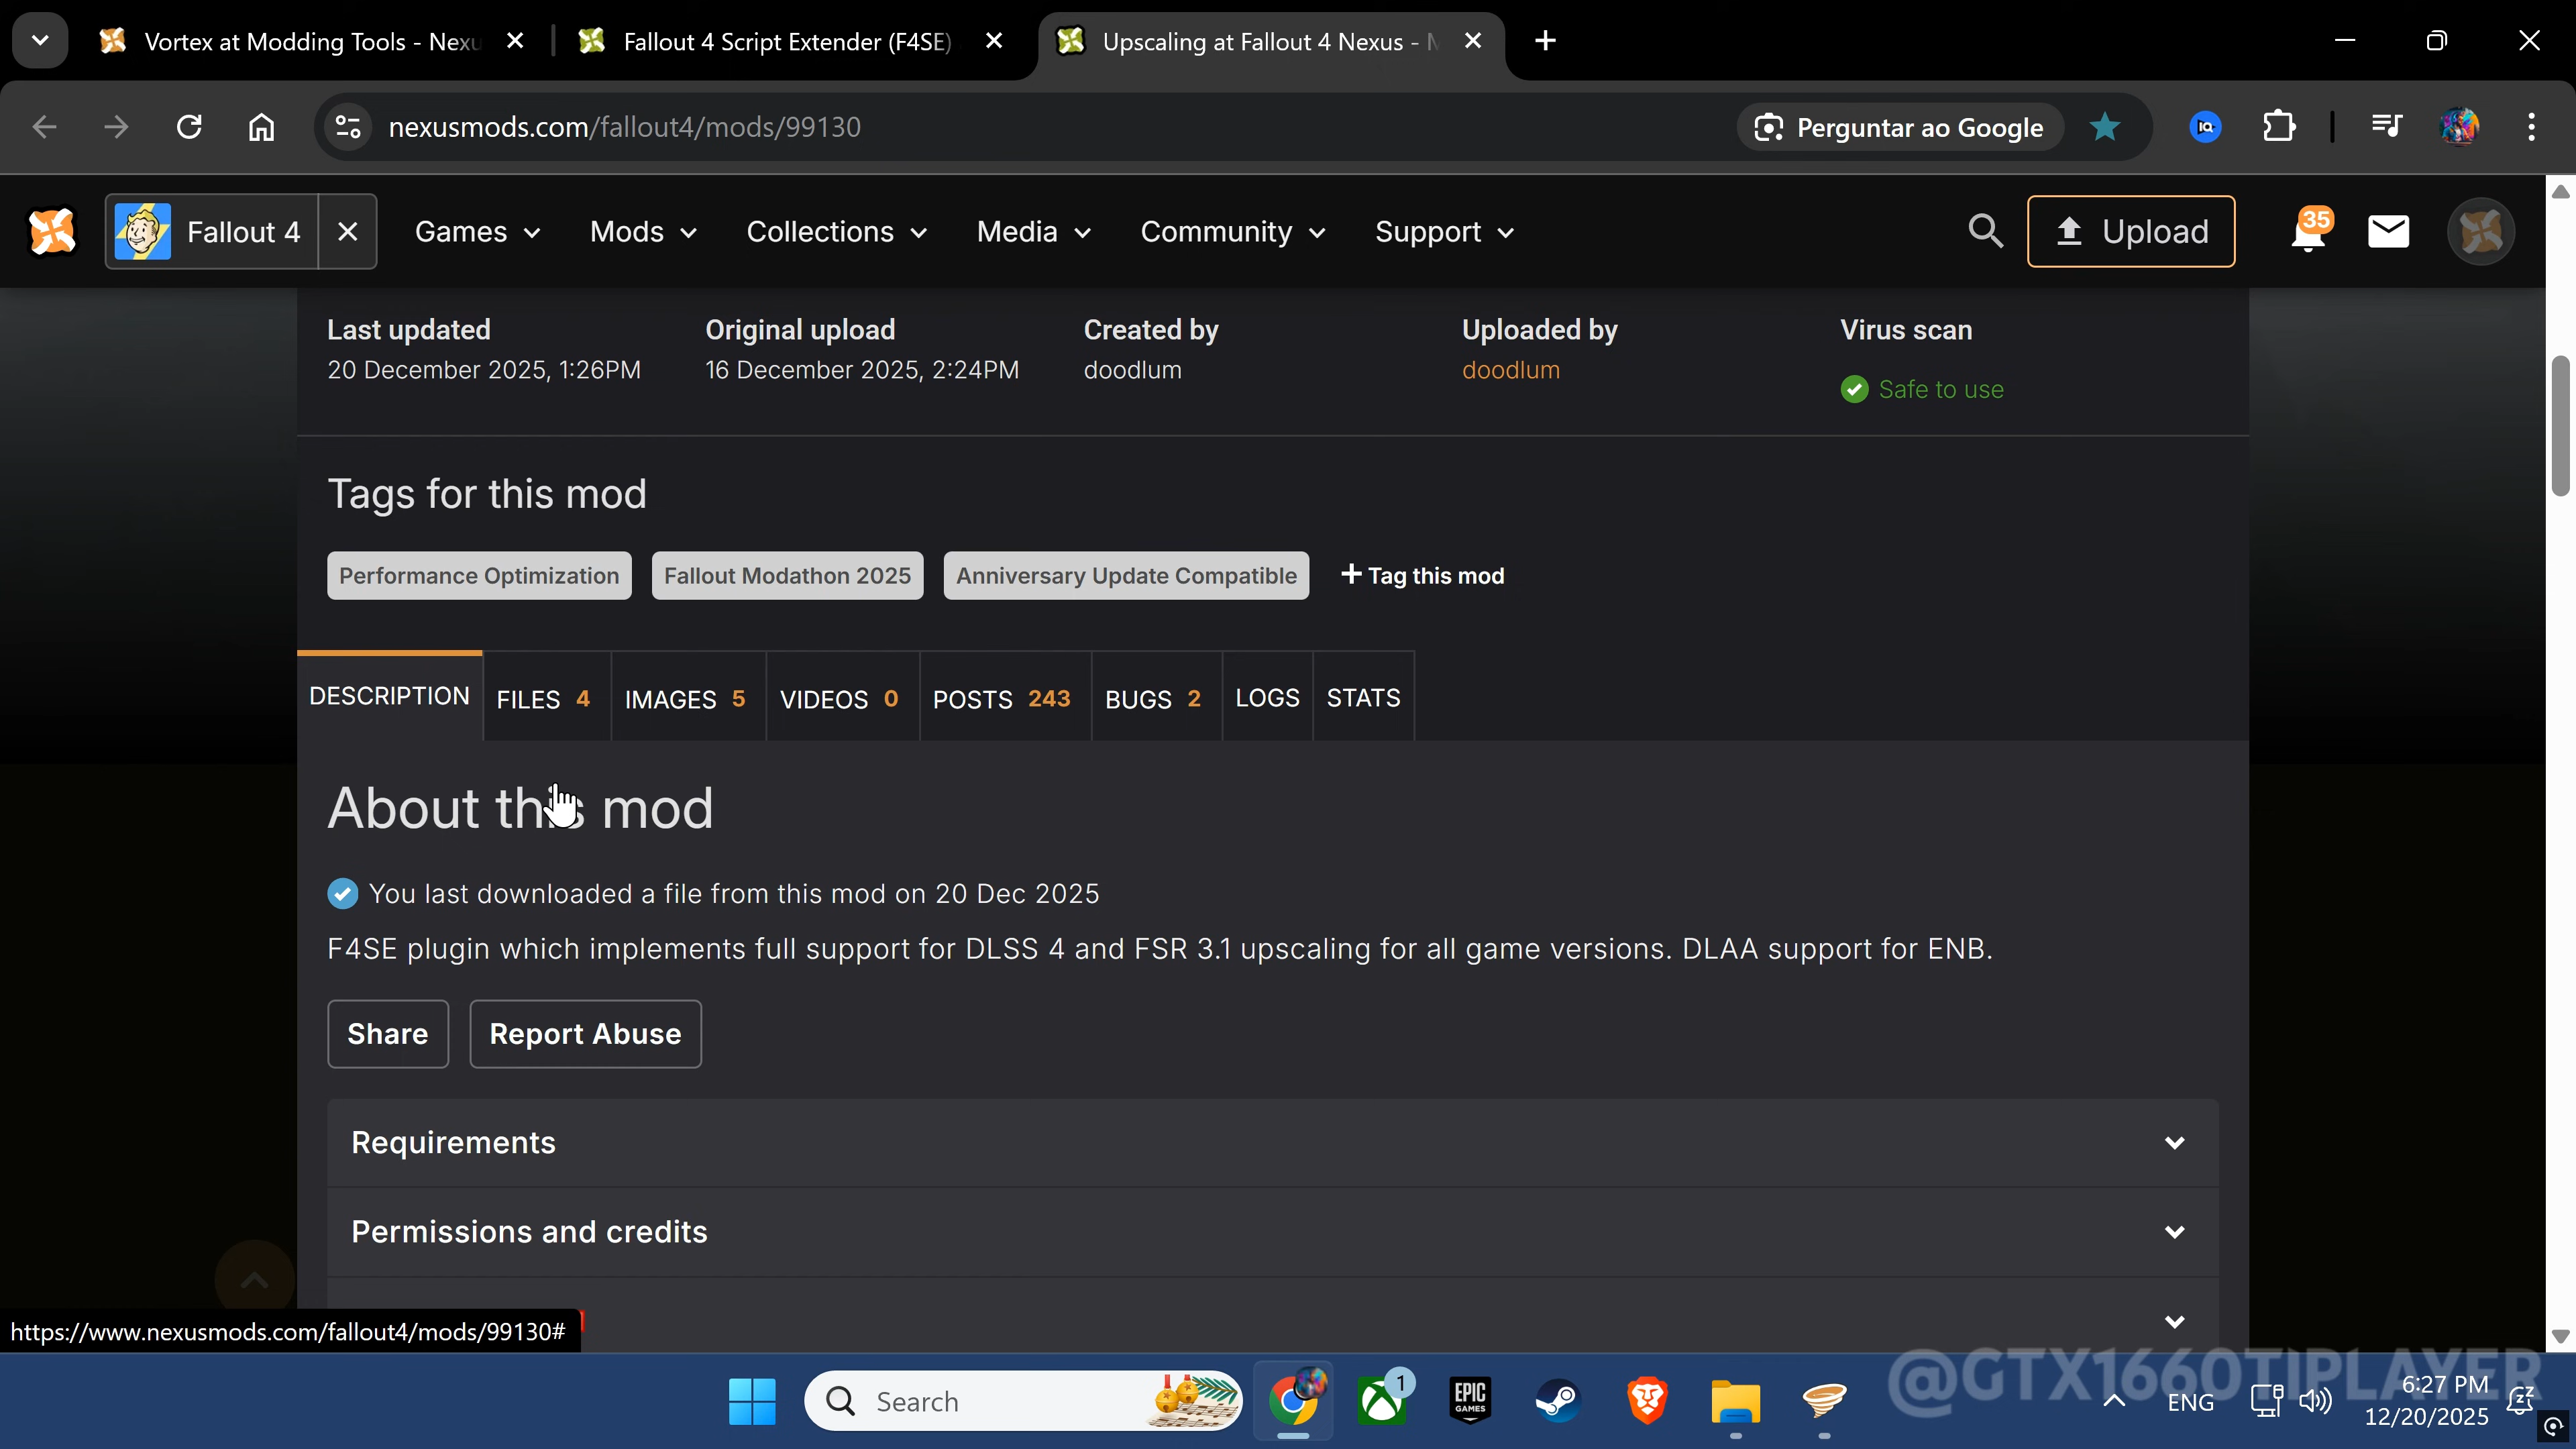 Vortex at Modding Tools - Nexu
Fallout 4 Script Extender (F4SE)
Upscaling at Fallout 4 Nexus - M
nexusmods.com/fallout4/mods/99130
Perguntar ao Google
IQ
Fallout 4
Games
Mods
Collections
Media
Community
Support
Upload
35
Last updated
20 December 2025, 1:26PM
Original upload
16 December 2025, 2:24PM
Created by
doodlum
Uploaded by
doodlum
Virus scan
Safe to use
Tags for this mod
Performance Optimization
Fallout Modathon 2025
Anniversary Update Compatible
+ Tag this mod
DESCRIPTION
FILES 4
IMAGES 5
VIDEOS 0
POSTS 243
BUGS 2
LOGS
STATS
About this mod
You last downloaded a file from this mod on 20 Dec 2025
F4SE plugin which implements full support for DLSS 4 and FSR 3.1 upscaling for all game versions. DLAA support for ENB.
Share
Report Abuse
Requirements
Permissions and credits
https://www.nexusmods.com/fallout4/mods/99130#
@GTX1660TIPLAYER
Search
1
EPIC GAMES
ENG
6:27 PM
12/20/2025